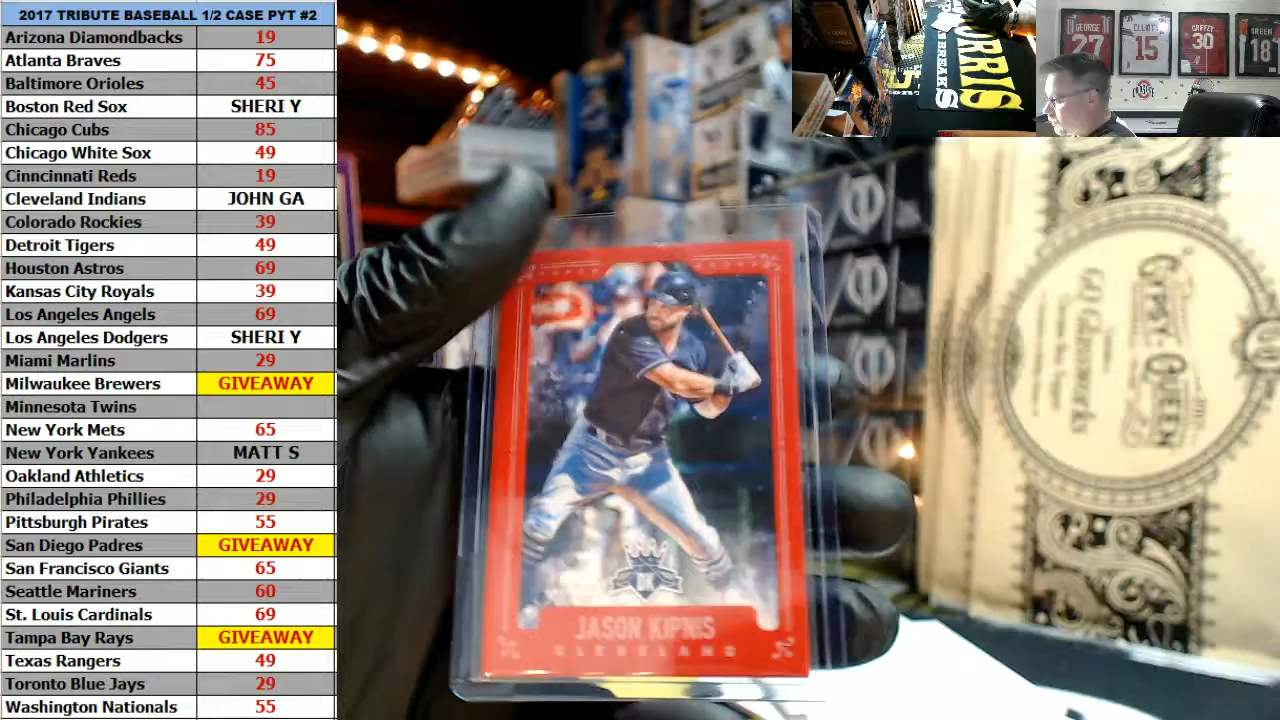 2017 TRIBUTE BASEBALL 1/2 CASE PYT #2
Arizona Diamondbacks 19
Atlanta Braves 75
Baltimore Orioles 45
Boston Red Sox SHERI Y
Chicago Cubs 85
Chicago White Sox 49
Cinncinnati Reds 19
Cleveland Indians JOHN GA
Colorado Rockies 39
Detroit Tigers 49
Houston Astros 69
Kansas City Royals 39
Los Angeles Angels 69
Los Angeles Dodgers SHERI Y
Miami Marlins 29
Milwaukee Brewers GIVEAWAY
Minnesota Twins
New York Mets 65
New York Yankees MATT S
Oakland Athletics 29
Philadelphia Phillies 29
Pittsburgh Pirates 55
San Diego Padres GIVEAWAY
San Francisco Giants 65
Seattle Mariners 60
St. Louis Cardinals 69
Tampa Bay Rays GIVEAWAY
Texas Rangers 49
Toronto Blue Jays 29
Washington Nationals 55
JASON KIPNIS
CLEVELAND
DK
BREAKS
GEORGE
27
ELLIOTT
15
GRIFFEY
30
GREEN
18
GYPSY QUEEN